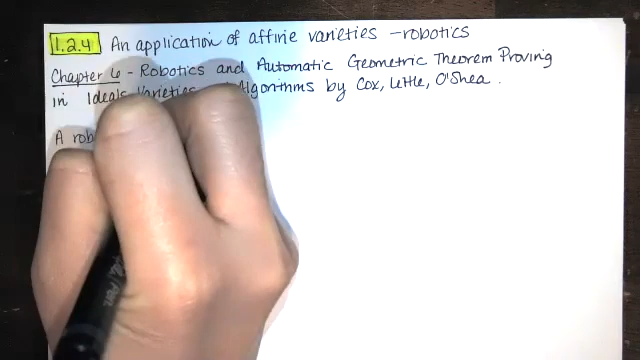 1.2.4 An application of affine varieties - robotics
Chapter 6 - Robotics and Automatic Geometric Theorem Proving
in Ideals Varieties Algorithms by Cox, Little, O'Shea.
A rob